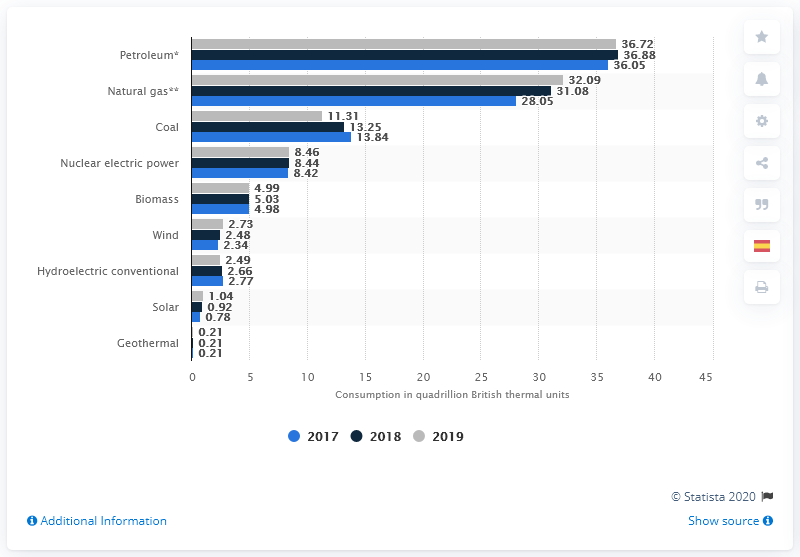 Petroleum*
36.72
36.88
36.05
Natural gas**
32.09
31.08
28.05
Coal
11.31
13.25
13.84
Nuclear electric power
8.46
8.44
8.42
Biomass
4.99
5.03
4.98
Wind
2.73
2.48
2.34
Hydroelectric conventional
2.49
2.66
2.77
Solar
1.04
0.92
0.78
Geothermal
0.21
0.21
0.21
0 5 10 15 20 25 30 35 40 45
Consumption in quadrillion British thermal units
2017 2018 2019
© Statista 2020
Additional Information Show source